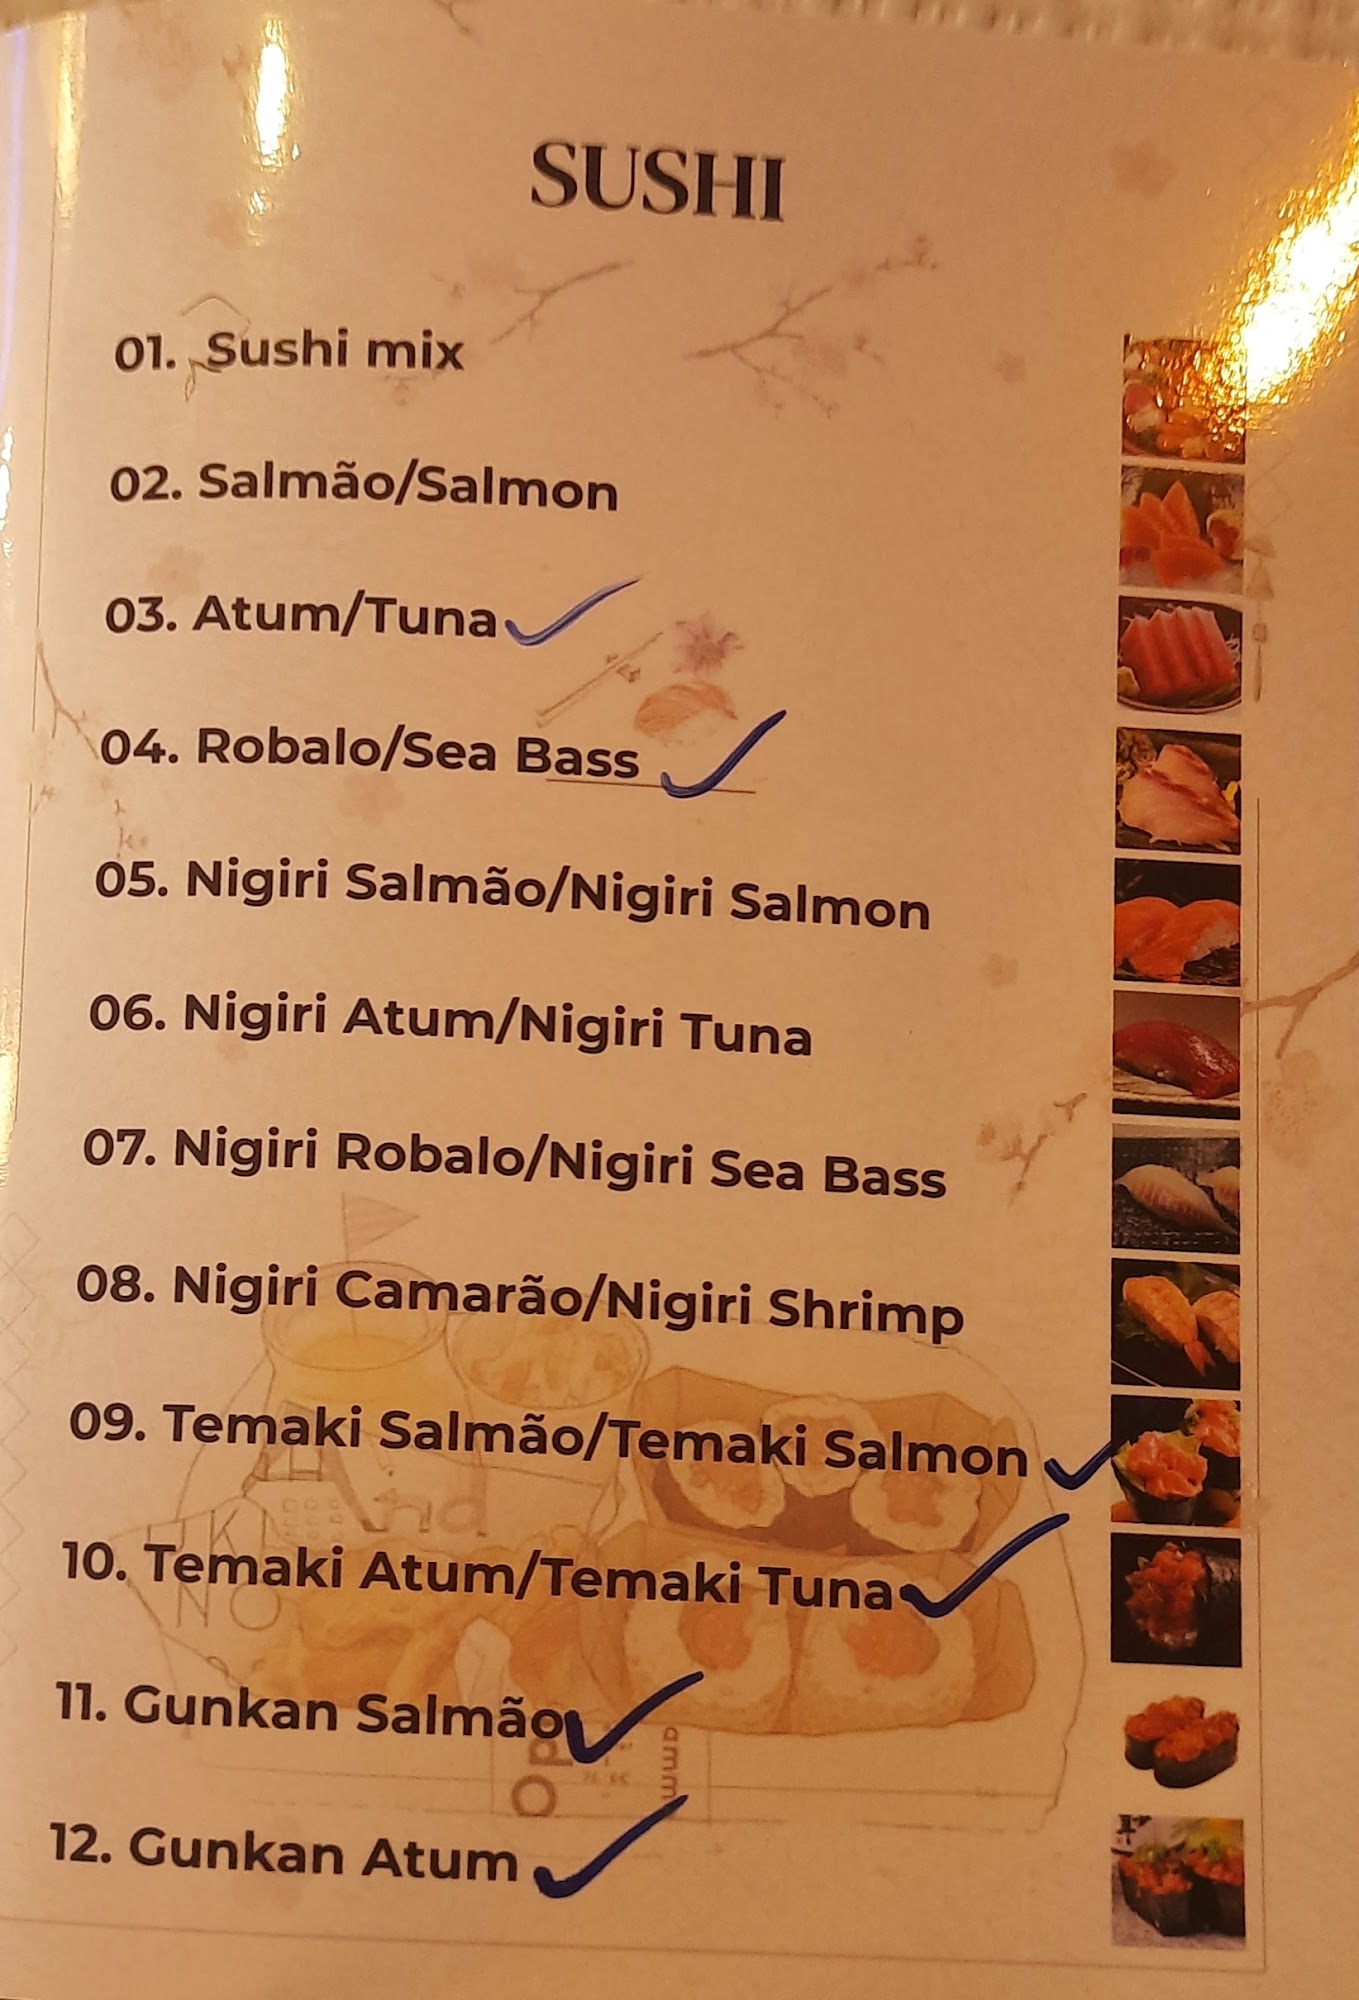 SUSHI
01. Sushi mix
02. Salmão/Salmon
03. Atum/Tuna
04. Robalo/Sea Bass
05. Nigiri Salmão/Nigiri Salmon
06. Nigiri Atum/Nigiri Tuna
07. Nigiri Robalo/Nigiri Sea Bass
08. Nigiri Camarão/Nigiri Shrimp
09. Temaki Salmão/Temaki Salmon
10. Temaki Atum/Temaki Tuna
11. Gunkan Salmão
12. Gunkan Atum